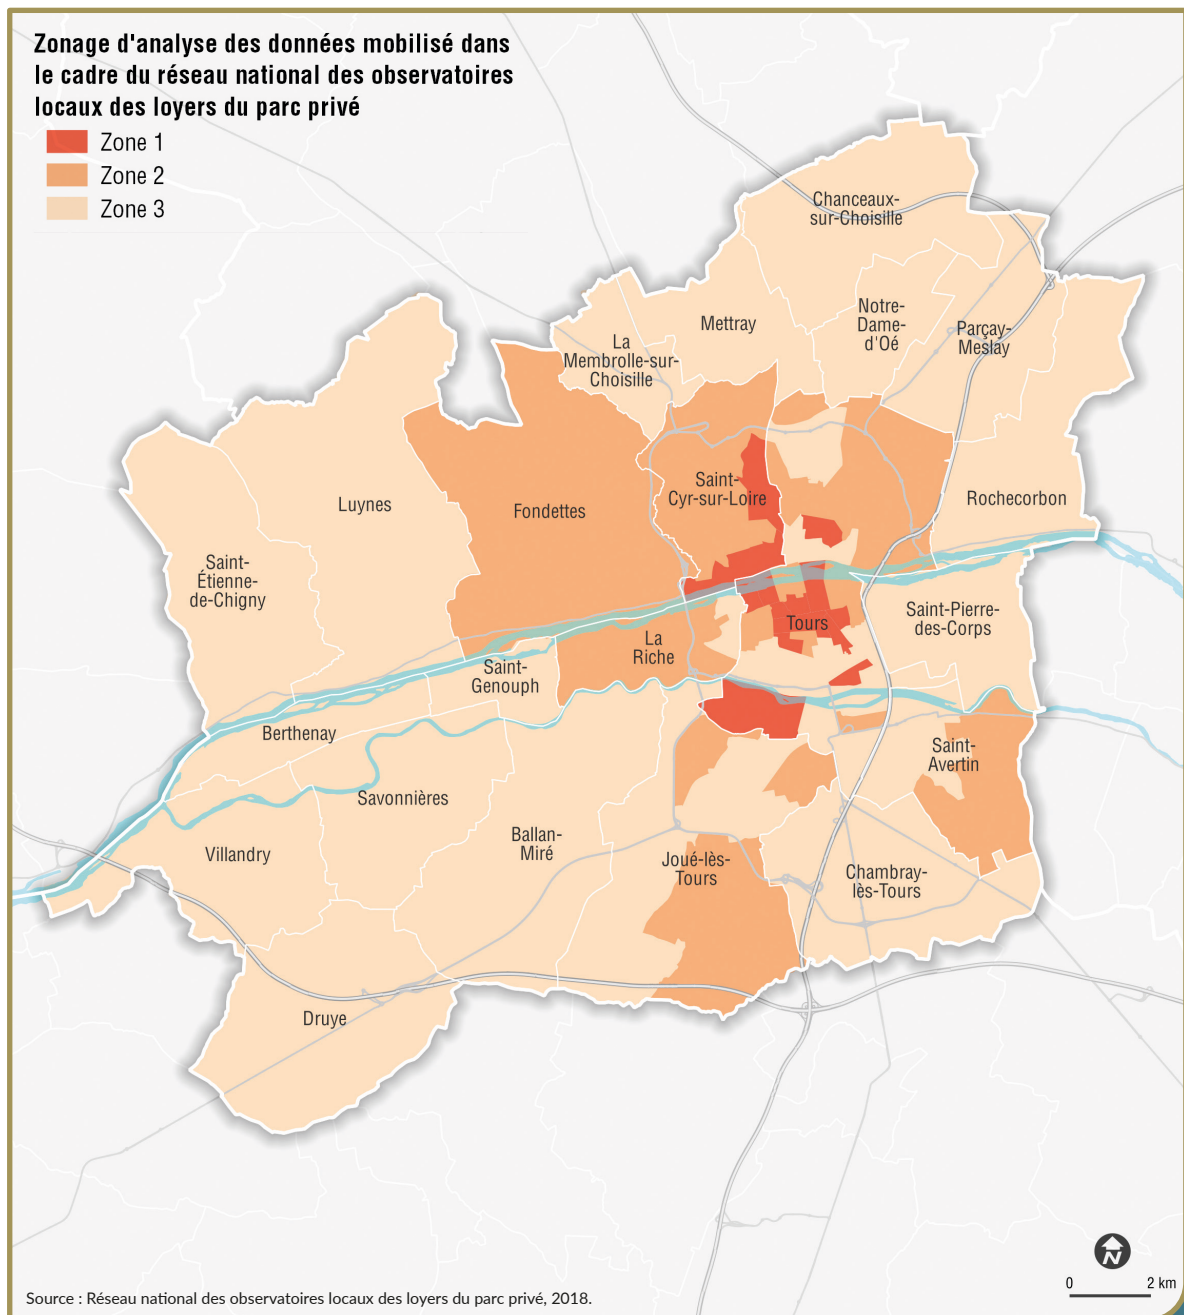 Zonage d'analyse des données mobilisé dans
le cadre du réseau national des observatoires
locaux des loyers du parc privé
Zone 1
Zone 2
Zone 3
Chanceaux-
sur-Choisille
Notre-
Dame-
d'Oé
Parçay-
Meslay
Mettray
La
Membrolle-sur-
Choisille
Luynes
Fondettes
Saint-
Cyr-sur-Loire
Rochecorbon
Saint-
Étienne-
de-Chigny
Saint-Pierre-
des-Corps
Tours
La
Riche
Saint-
Genouph
Berthenay
Saint-
Avertin
Savonnières
Ballan-
Miré
Villandry
Joué-lès-
Tours
Chambray-
lès-Tours
Druye
N
0 2 km
Source : Réseau national des observatoires locaux des loyers du parc privé, 2018.